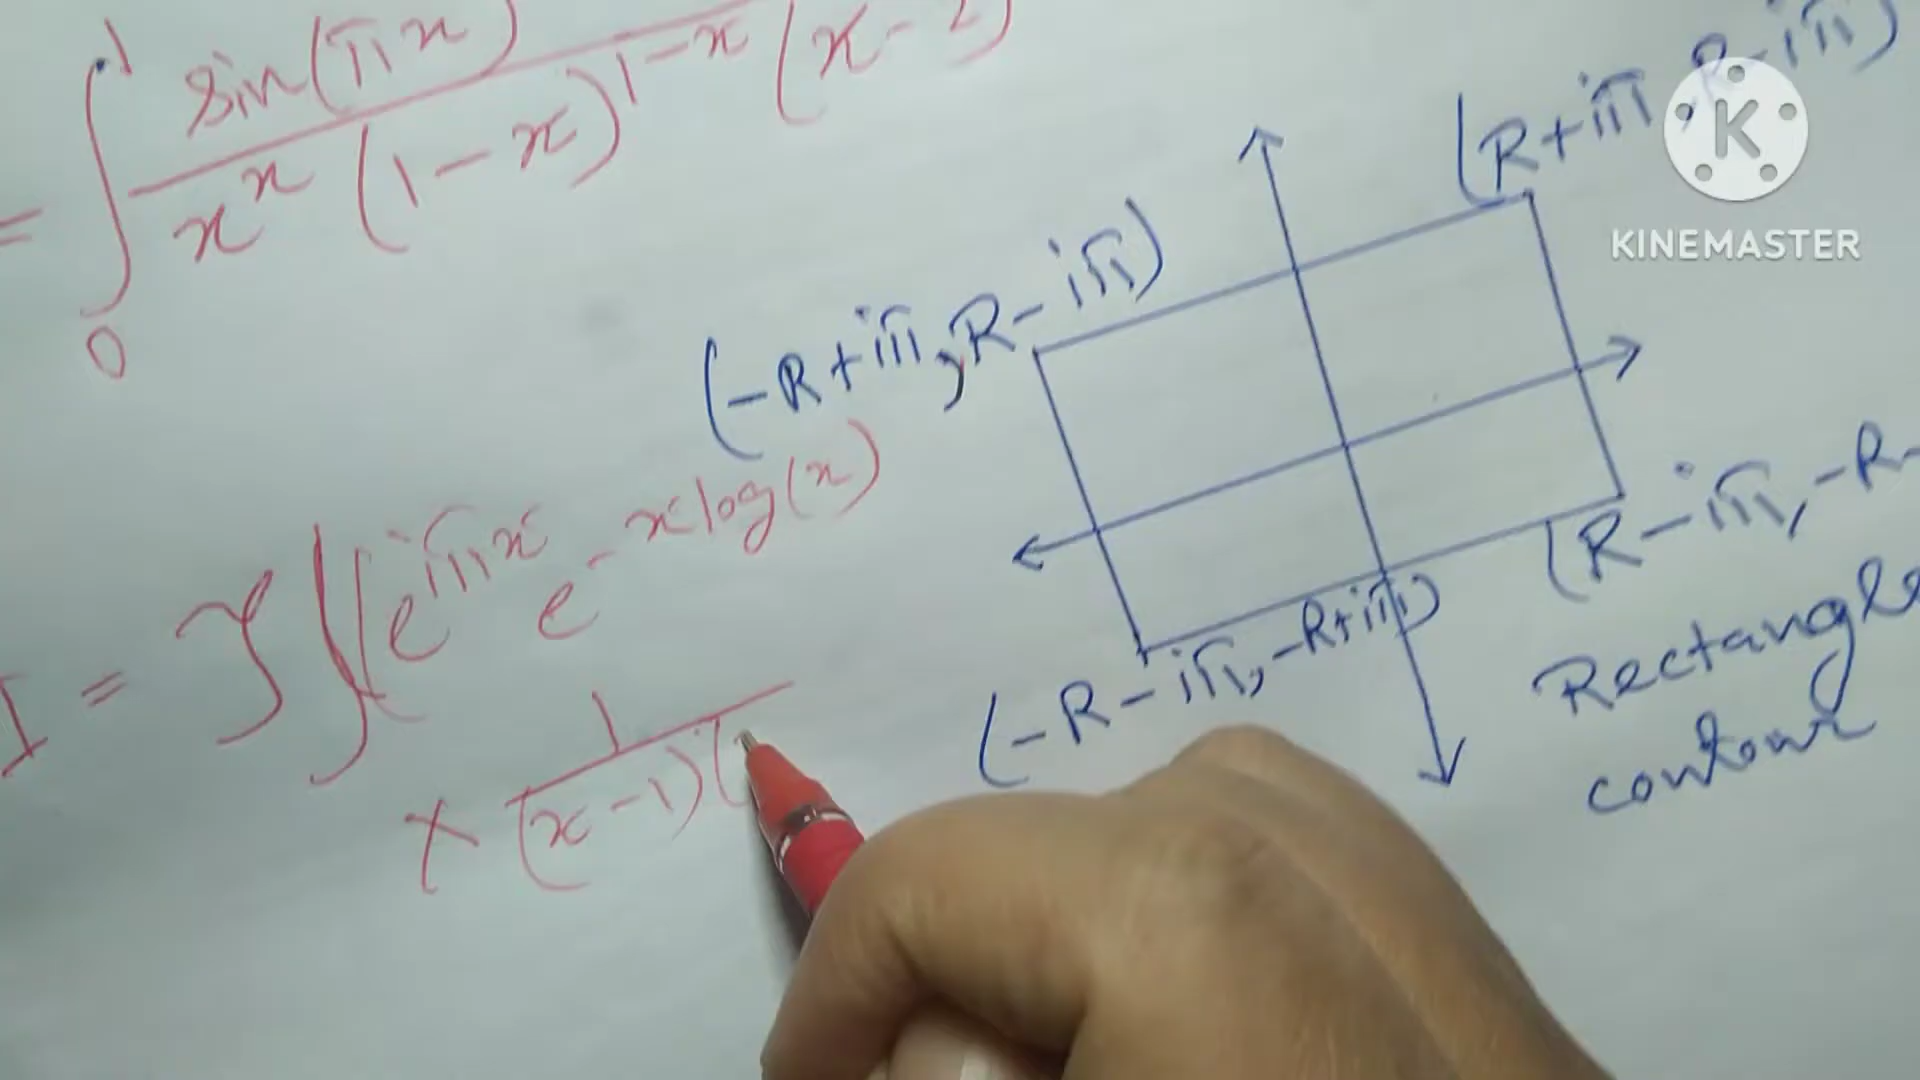 = ∫₀¹ sin(πx) / x^x (1-x)^(1-x) (x-2)
(R+iπ, R-iπ)
KINEMASTER
(-R+iπ, R-iπ)
I = ∫ (e^(iπx) e^(-x log(x))
× 1/(x-1)(
(R-iπ, -R-
(-R-iπ, -R+iπ)
Rectangle
contour